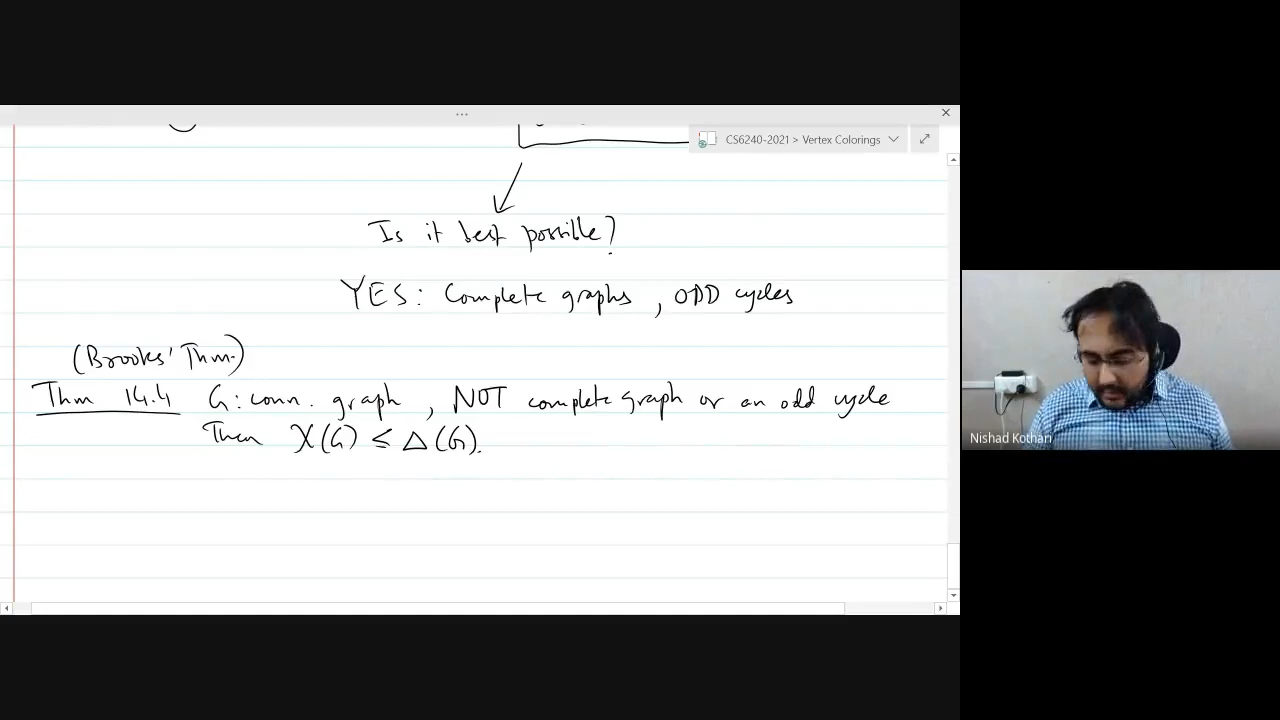 CS6240-2021 > Vertex Colorings
Is it best possible?
YES: Complete graphs, ODD cycles
(Brooks' Thm.)
Thm 14.4 G: conn. graph, NOT complete graph or an odd cycle
Then χ(G) ≤ Δ(G).
Nishad Kothari